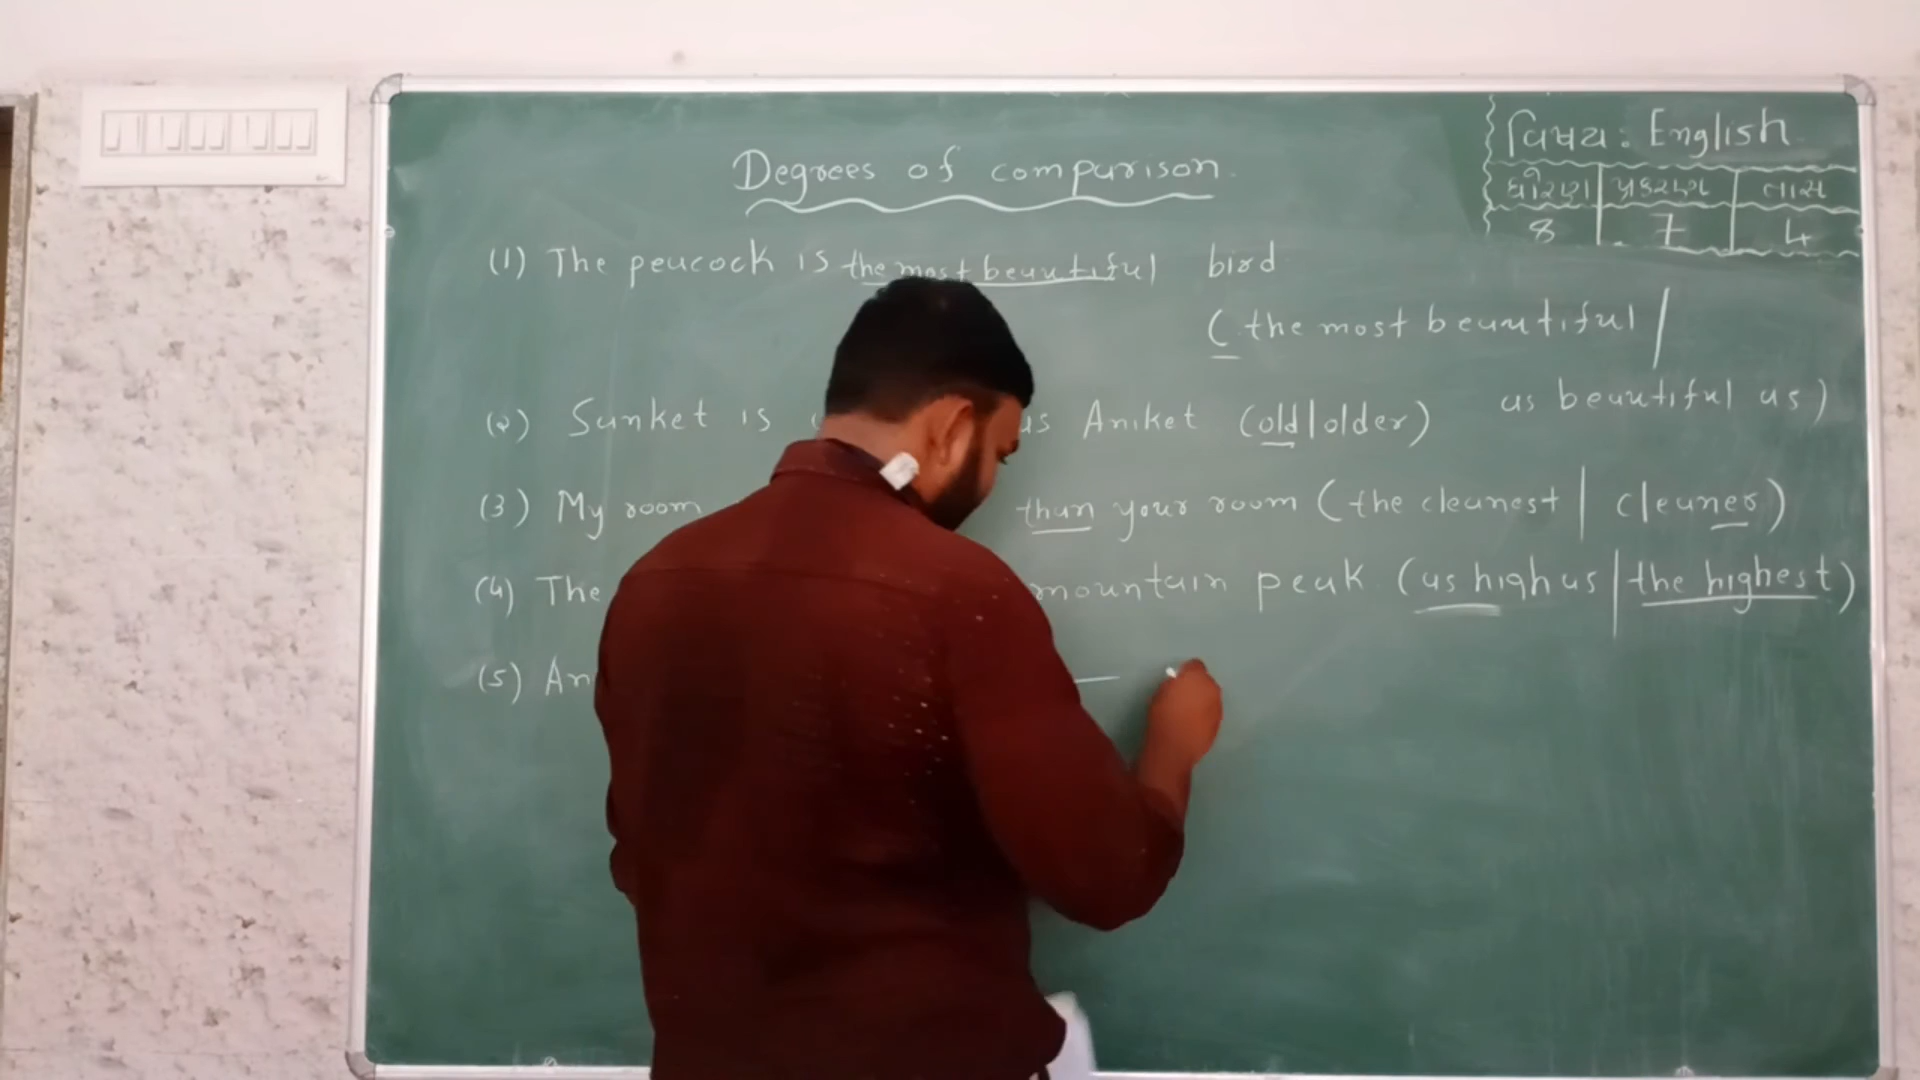 વિષય: English
ધોરણ પ્રકરણ તાસ
8 7 4
Degrees of comparison.
(1) The peacock is the most beautiful bird
(the most beautiful /
as beautiful as)
(2) Sanket is as Aniket (old/older)
(3) My room than your room (the cleanest / cleaner)
(4) The mountain peak (as high as / the highest)
(5) An